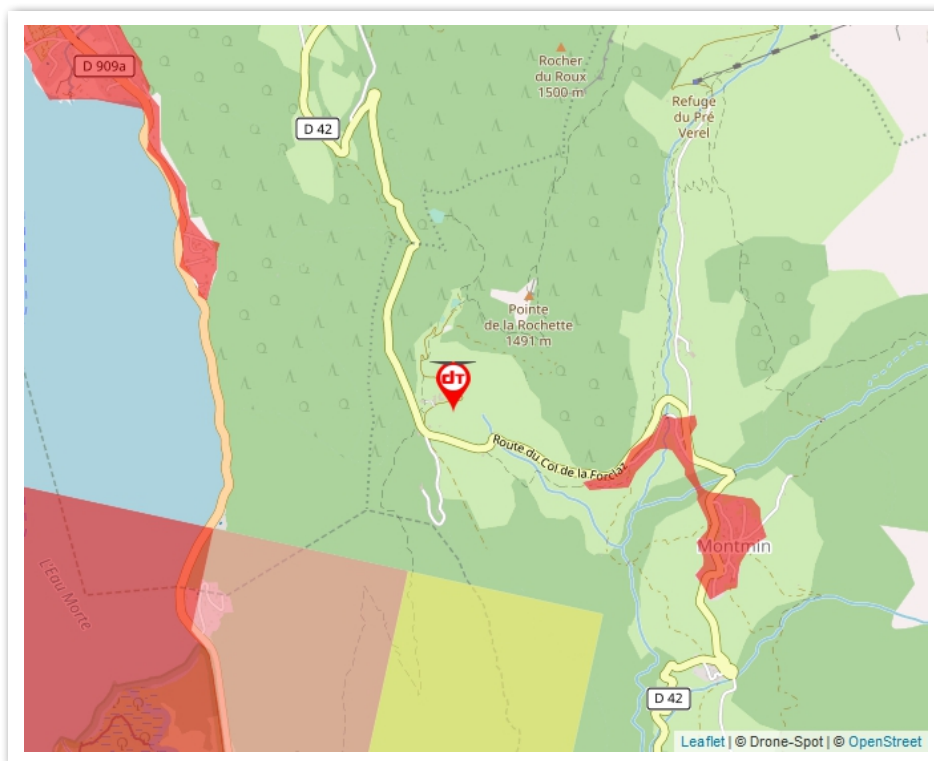 D 909a
Rocher
du Roux
1500 m
Refuge
du Pré
Verel
D 42
Pointe
de la Rochette
1491 m
dT
Route du Col de la Forclaz
Montmin
L'Eau Morte
D 42
Leaflet | © Drone-Spot | © OpenStreet